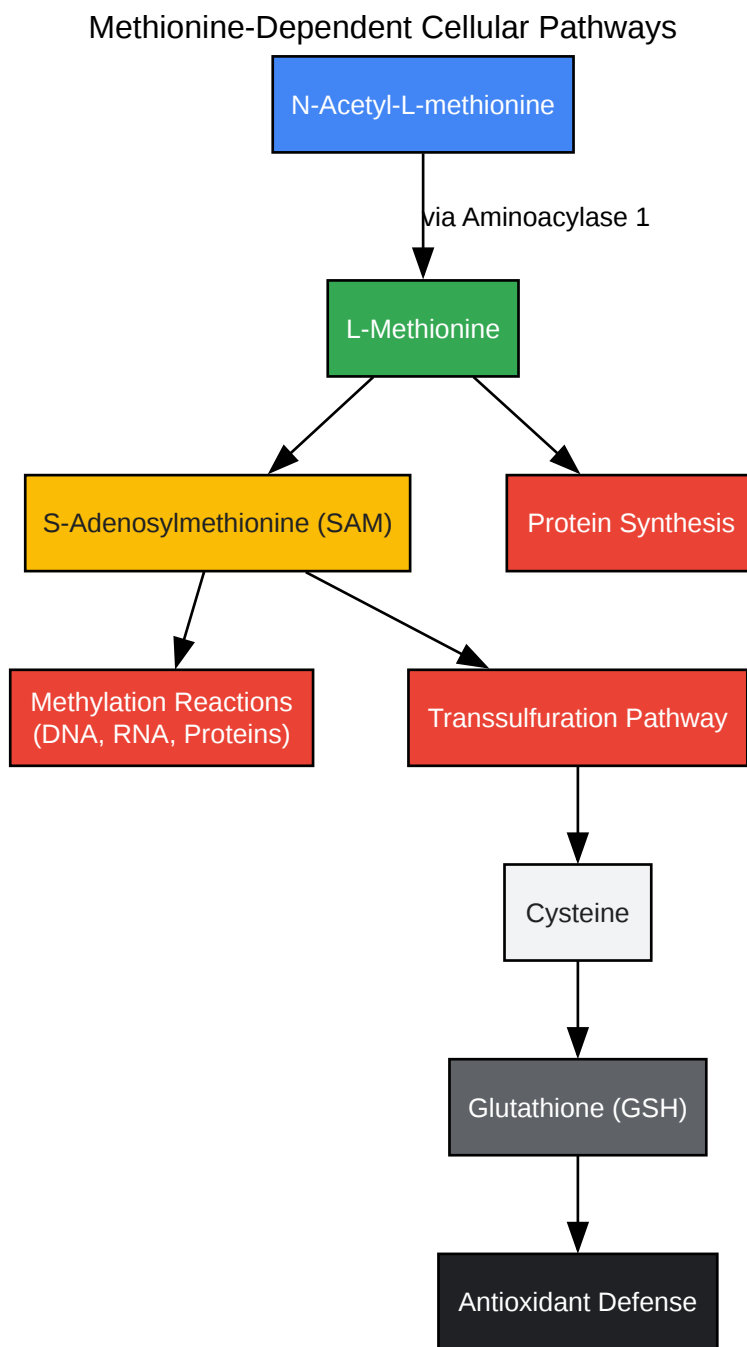 Methionine-Dependent Cellular Pathways
N-Acetyl-L-methionine
via Aminoacylase 1
L-Methionine
S-Adenosylmethionine (SAM)
Protein Synthesis
Methylation Reactions
(DNA, RNA, Proteins)
Transsulfuration Pathway
Cysteine
Glutathione (GSH)
Antioxidant Defense